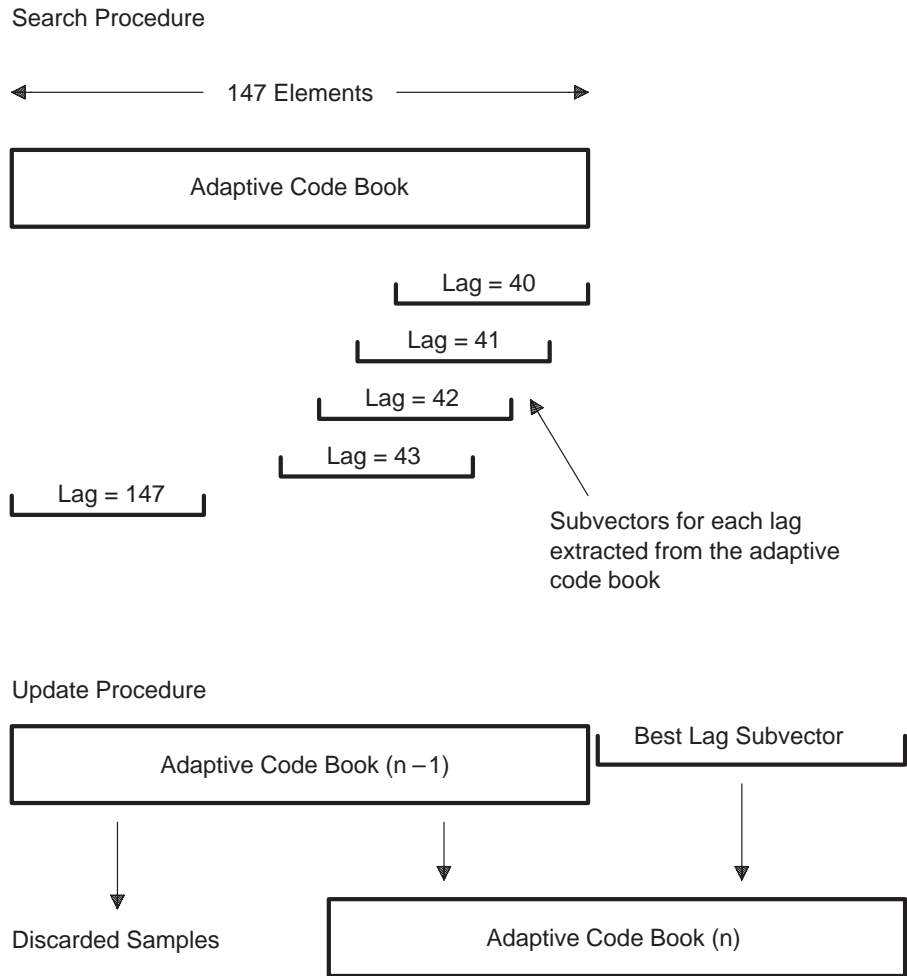 Search Procedure
147 Elements
Adaptive Code Book
Lag = 40
Lag = 41
Lag = 42
Lag = 43
Lag = 147
Subvectors for each lag
extracted from the adaptive
code book
Update Procedure
Best Lag Subvector
Adaptive Code Book (n – 1)
Discarded Samples
Adaptive Code Book (n)